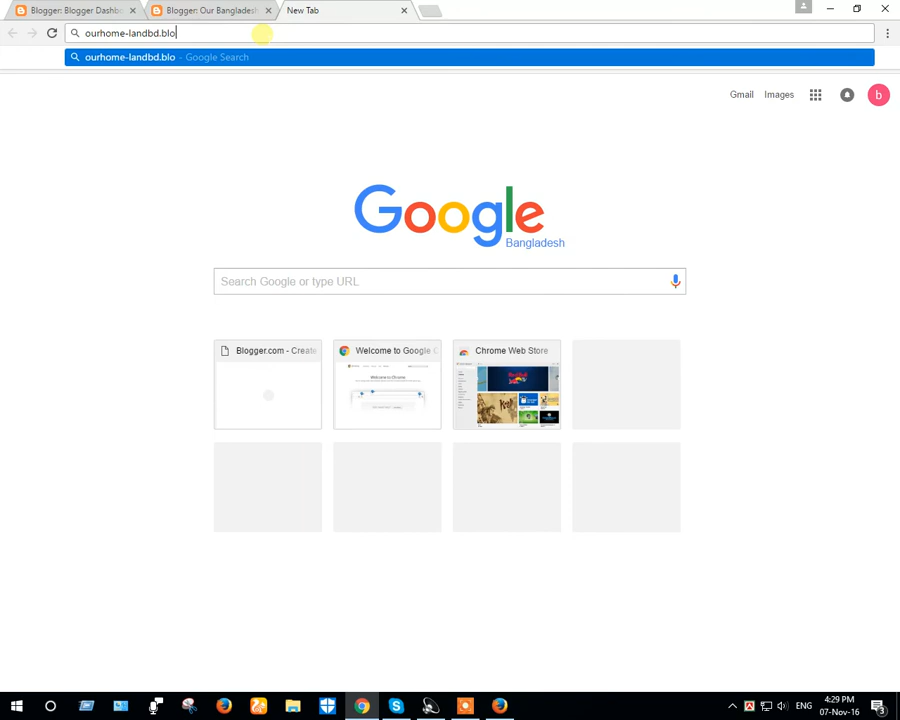 Blogger: Blogger Dashb
Blogger: Our Bangladesh
New Tab
ourhome-landbd.blo
ourhome-landbd.blo - Google Search
Gmail
Images
b
Google
Bangladesh
Search Google or type URL
Blogger.com - Create
Welcome to Google C
Chrome Web Store
ENG
4:29 PM
07-Nov-16
3